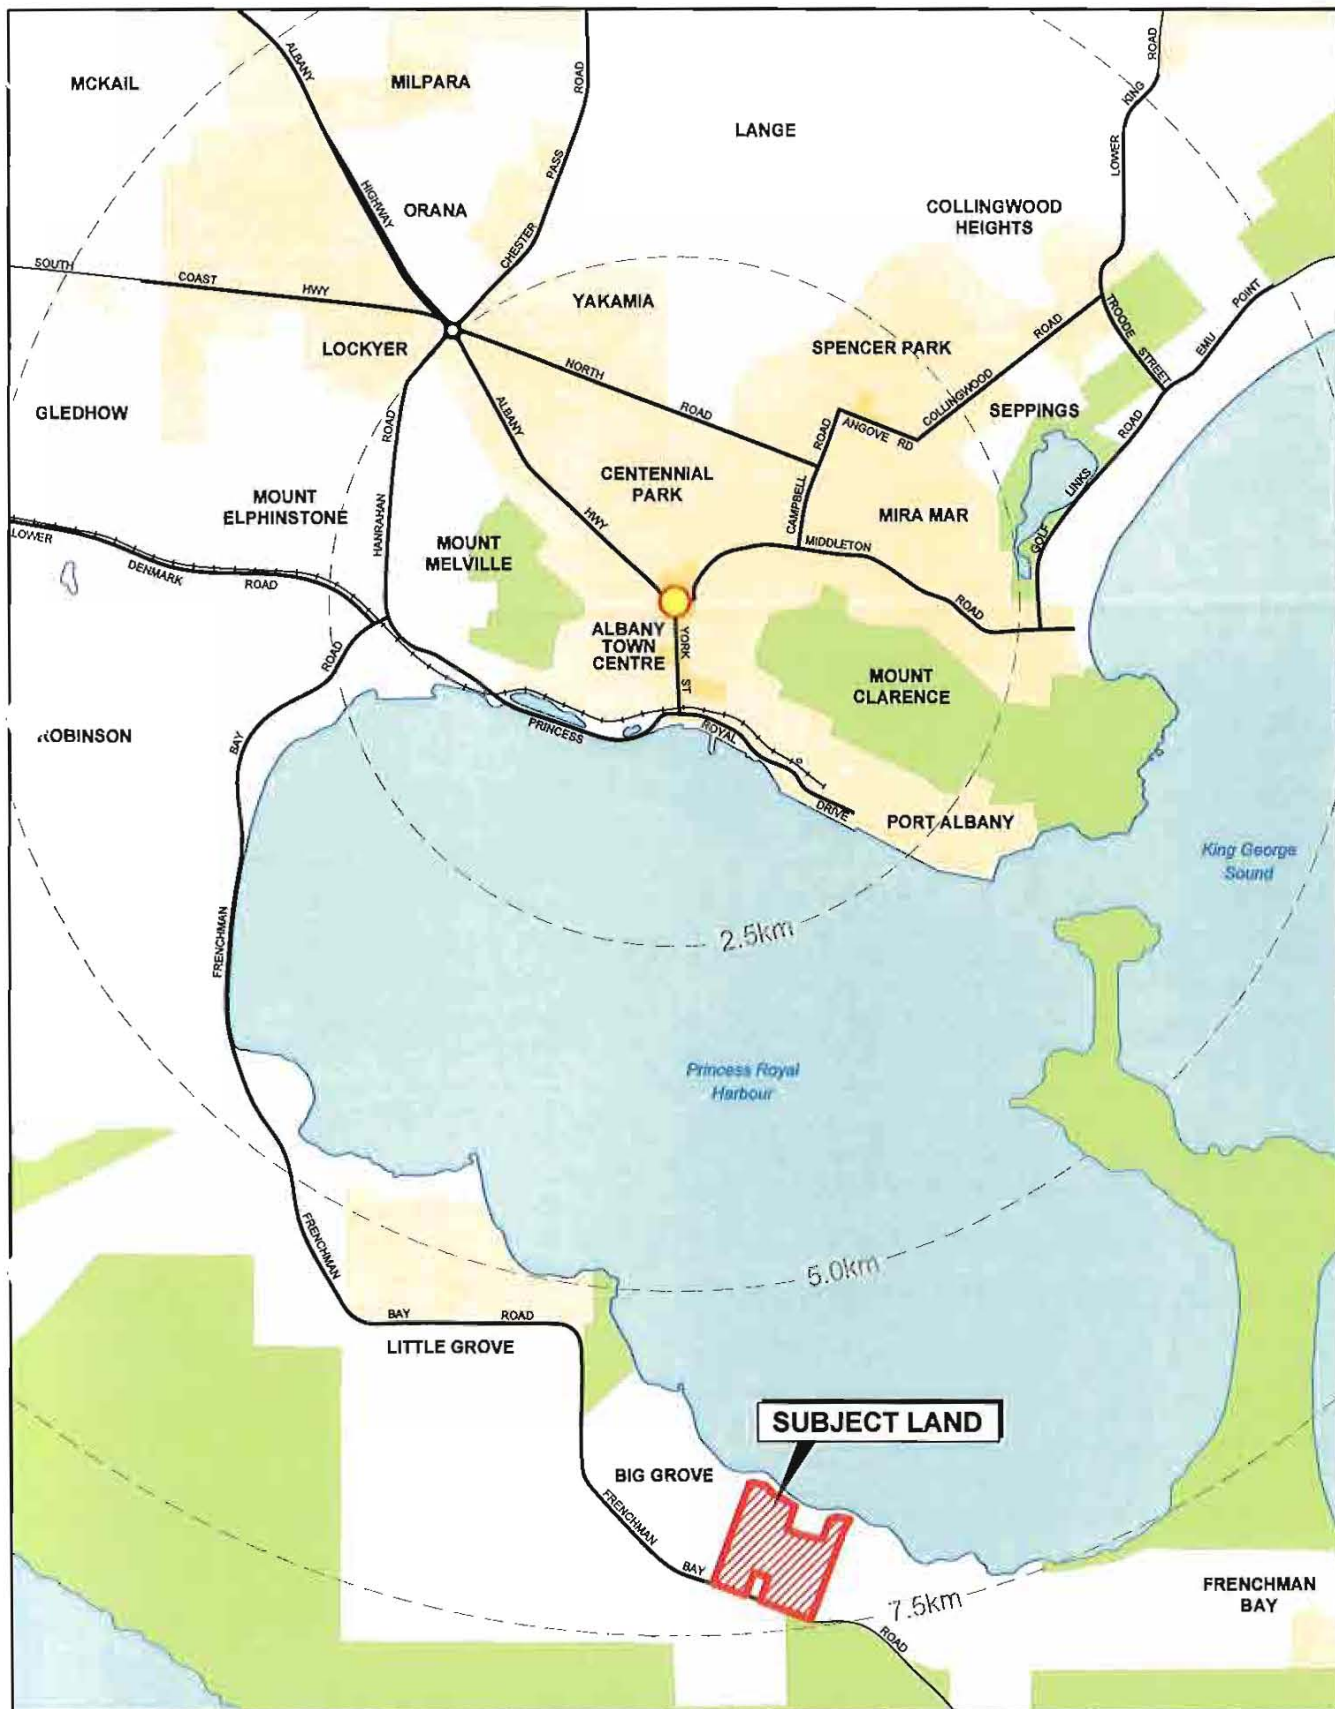 MCKAIL
ALBANY
MILPARA
ROAD
LANGE
KING
ROAD
LOWER
PASS
HIGHWAY
ORANA
CHESTER
COLLINGWOOD
HEIGHTS
SOUTH
COAST
HWY
YAKAMIA
LOCKYER
NORTH
ROAD
SPENCER PARK
ROAD
COLLINGWOOD
TROODE
STREET
EMU
POINT
GLEDHOW
ROAD
ALBANY
ROAD
ANGOVE RD
SEPPINGS
ROAD
LINKS
GOLF
CENTENNIAL
PARK
HWY
CAMPBELL
MIRA MAR
MOUNT
ELPHINSTONE
HANRAHAN
MOUNT
MELVILLE
MIDDLETON
ROAD
LOWER
DENMARK
ROAD
ROAD
ALBANY
TOWN
CENTRE
YORK
ST
MOUNT
CLARENCE
ROBINSON
BAY
PRINCESS
ROYAL
DRIVE
PORT ALBANY
King George
Sound
FRENCHMAN
2.5km
Princess Royal
Harbour
FRENCHMAN
5.0km
BAY
ROAD
LITTLE GROVE
SUBJECT LAND
BIG GROVE
FRENCHMAN
BAY
7.5km
ROAD
FRENCHMAN
BAY